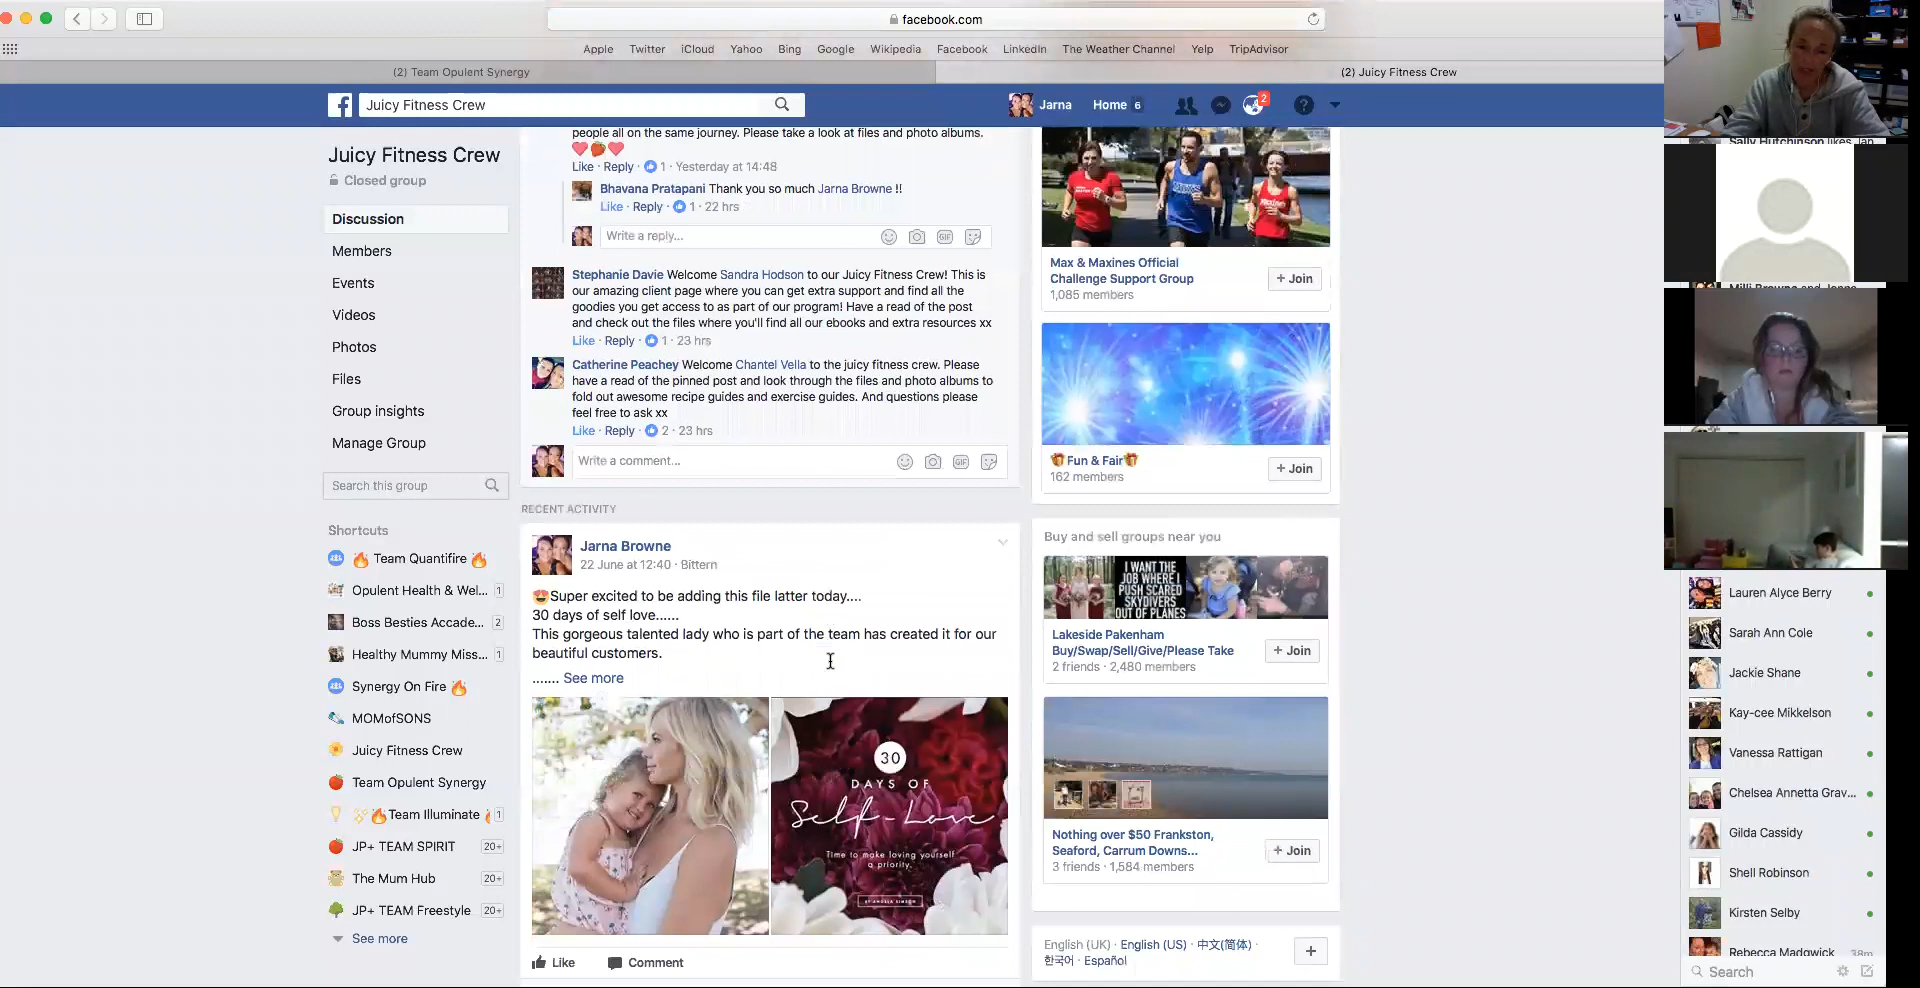 facebook.com
Apple Twitter iCloud Yahoo Bing Google Wikipedia Facebook LinkedIn The Weather Channel Yelp TripAdvisor
(2) Team Opulent Synergy
(2) Juicy Fitness Crew
Juicy Fitness Crew
Jarna
Home 6
2
Juicy Fitness Crew
Closed group
Discussion
Members
Events
Videos
Photos
Files
Group insights
Manage Group
Search this group
Shortcuts
Team Quantifire
Opulent Health & Wel... 1
Boss Besties Accade... 2
Healthy Mummy Miss... 1
Synergy On Fire
MOMofSONS
Juicy Fitness Crew
Team Opulent Synergy
Team Illuminate 1
JP+ TEAM SPIRIT 20+
The Mum Hub 20+
JP+ TEAM Freestyle 20+
See more
people all on the same journey. Please take a look at files and photo albums.
Like · Reply · 1 · Yesterday at 14:48
Bhavana Pratapani Thank you so much Jarna Browne !!
Like · Reply · 1 · 22 hrs
Write a reply...
GIF
Stephanie Davie Welcome Sandra Hodson to our Juicy Fitness Crew! This is
our amazing client page where you can get extra support and find all the
goodies you get access to as part of our program! Have a read of the post
and check out the files where you'll find all our ebooks and extra resources xx
Like · Reply · 1 · 23 hrs
Catherine Peachey Welcome Chantel Vella to the juicy fitness crew. Please
have a read of the pinned post and look through the files and photo albums to
fold out awesome recipe guides and exercise guides. And questions please
feel free to ask xx
Like · Reply · 2 · 23 hrs
Write a comment...
GIF
RECENT ACTIVITY
Jarna Browne
22 June at 12:40 · Bittern
Super excited to be adding this file latter today....
30 days of self love......
This gorgeous talented lady who is part of the team has created it for our
beautiful customers.
....... See more
30
DAYS OF
Self-Love
Time to make loving yourself
a priority.
Like
Comment
Max & Maxines Official
Challenge Support Group
1,085 members
+ Join
Fun & Fair
162 members
+ Join
Buy and sell groups near you
I WANT THE
JOB WHERE I
PUSH SCARED
SKYDIVERS
OUT OF PLANES
Lakeside Pakenham
Buy/Swap/Sell/Give/Please Take
2 friends · 2,480 members
+ Join
Nothing over $50 Frankston,
Seaford, Carrum Downs...
3 friends · 1,584 members
+ Join
English (UK) · English (US) · 中文(简体) ·
한국어 · Español
+
Sally Hutchinson likes Jan
Lauren Alyce Berry
Sarah Ann Cole
Jackie Shane
Kay-cee Mikkelson
Vanessa Rattigan
Chelsea Annetta Grav...
Gilda Cassidy
Shell Robinson
Kirsten Selby
Rebecca Madgwick 38m
Search